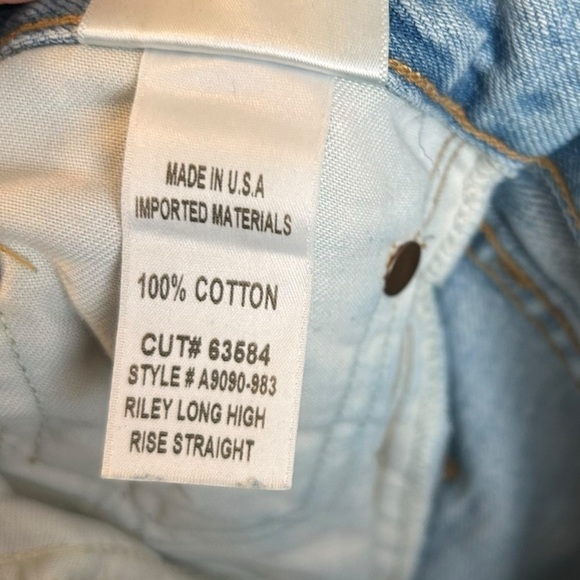 MADE IN U.S.A
IMPORTED MATERIALS
100% COTTON
CUT# 63584
STYLE # A9090-983
RILEY LONG HIGH
RISE STRAIGHT